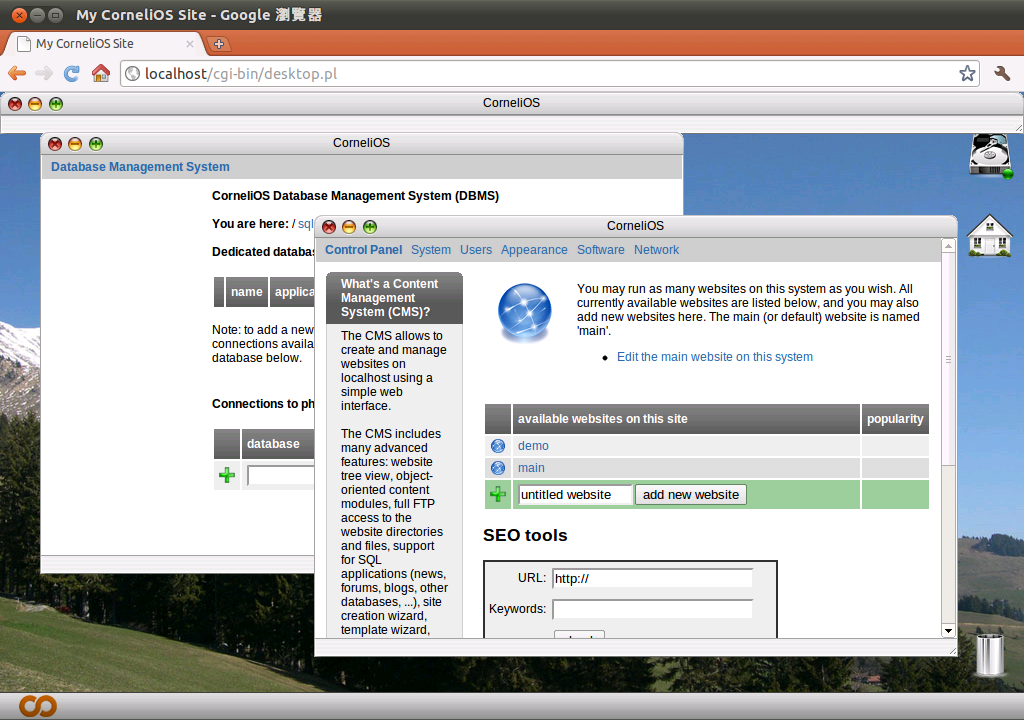 My CorneliOS Site - Google 瀏覽器
My CorneliOS Site
localhost/cgi-bin/desktop.pl
CorneliOS
CorneliOS
Database Management System
CorneliOS Database Management System (DBMS)
You are here: / sql
Dedicated databas
name applica
Note: to add a new
connections availa
database below.
Connections to ph
database
CorneliOS
Control Panel System Users Appearance Software Network
What's a Content
Management
System (CMS)?
The CMS allows to
create and manage
websites on
localhost using a
simple web
interface.
The CMS includes
many advanced
features: website
tree view, object-
oriented content
modules, full FTP
access to the
website directories
and files, support
for SQL
applications (news,
forums, blogs, other
databases, ...), site
creation wizard,
template wizard,
You may run as many websites on this system as you wish. All
currently available websites are listed below, and you may also
add new websites here. The main (or default) website is named
'main'.
• Edit the main website on this system
available websites on this site popularity
demo
main
untitled website add new website
SEO tools
URL: http://
Keywords: